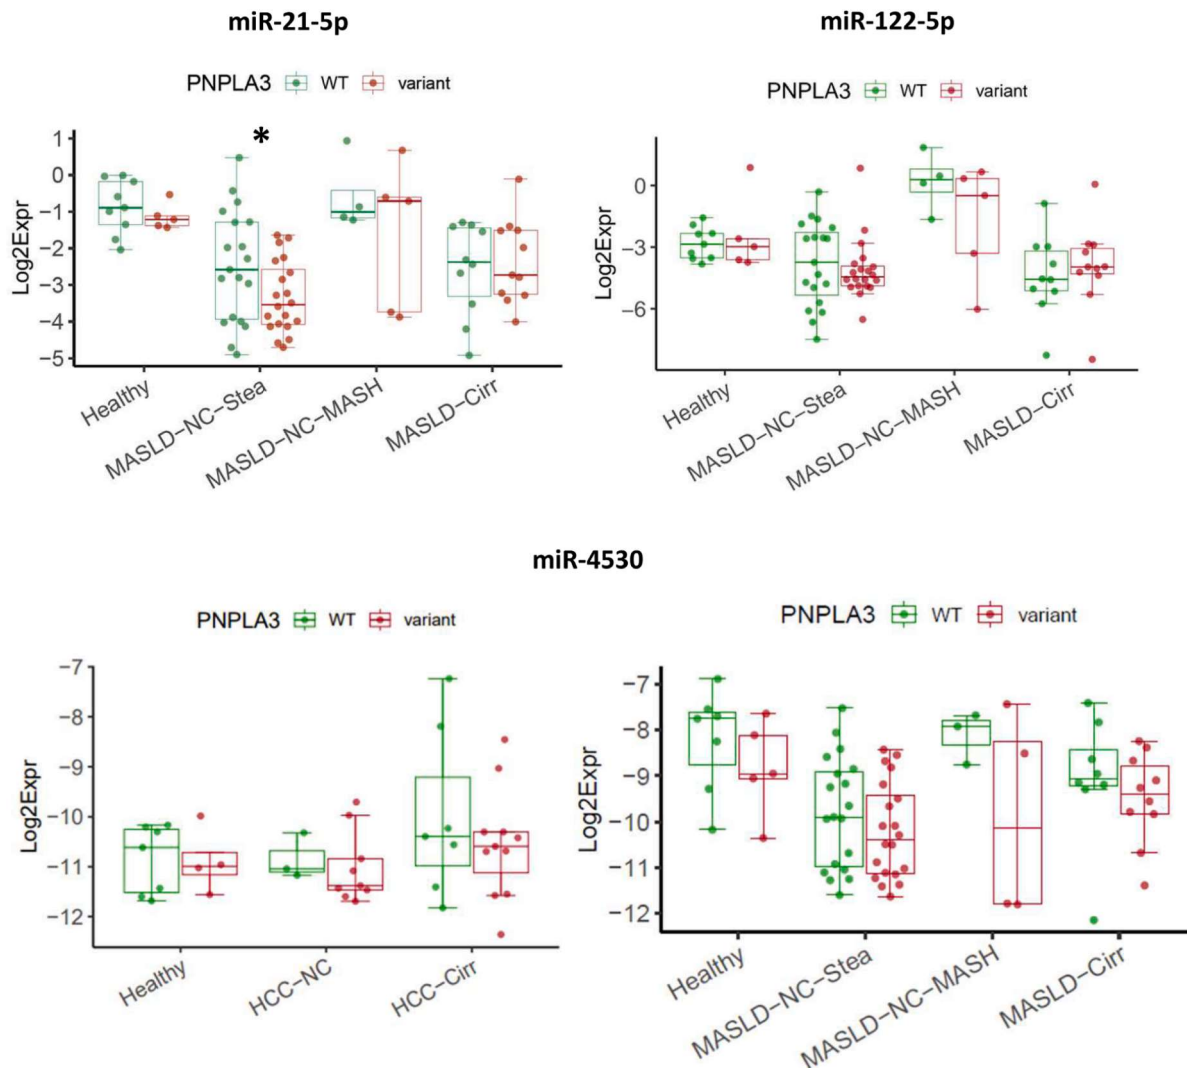 miR-21-5p
miR-122-5p
PNPLA3 WT variant
PNPLA3 WT variant
*
Log2Expr
1
0
−1
−2
−3
−4
−5
Healthy
MASLD−NC−Stea
MASLD−NC−MASH
MASLD−Cirr
Log2Expr
0
−3
−6
Healthy
MASLD−NC−Stea
MASLD−NC−MASH
MASLD−Cirr
miR-4530
PNPLA3 WT variant
PNPLA3 WT variant
Log2Expr
−7
−8
−9
−10
−11
−12
Healthy
HCC−NC
HCC−Cirr
Log2Expr
−7
−8
−9
−10
−11
−12
Healthy
MASLD−NC−Stea
MASLD−NC−MASH
MASLD−Cirr